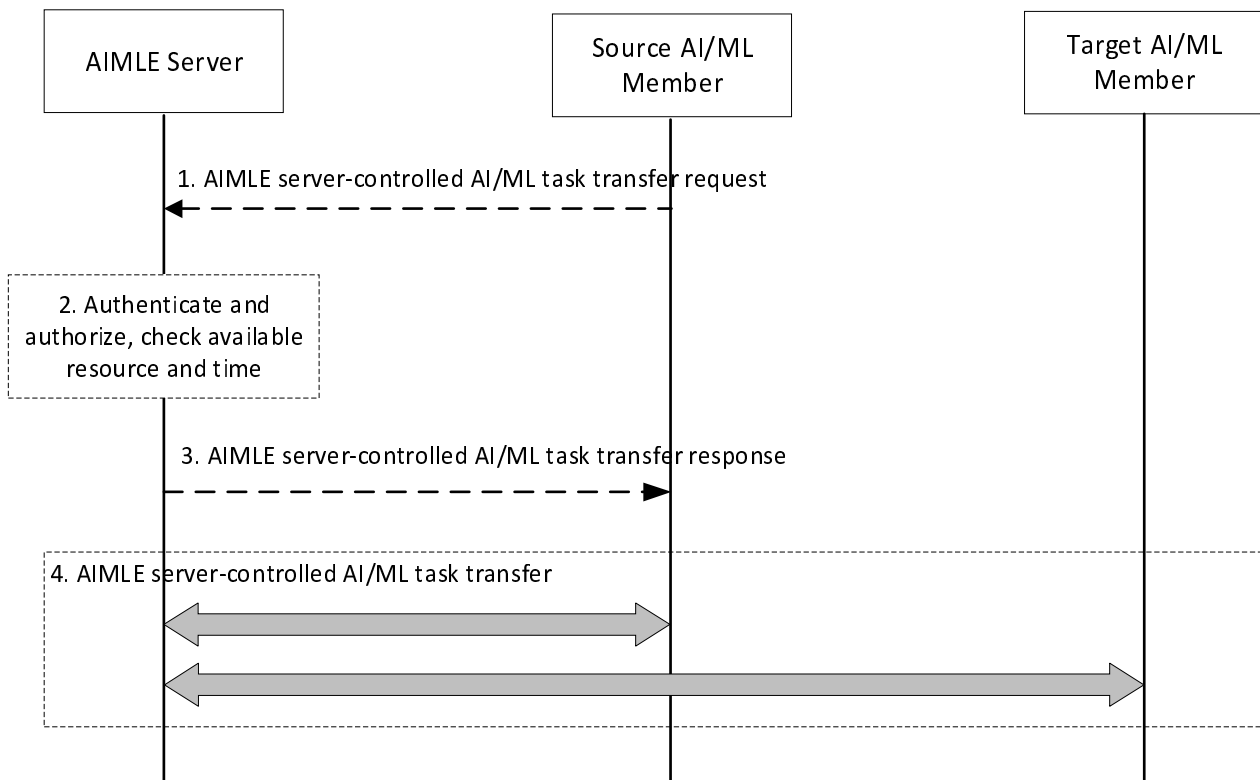 AIMLE Server
Source AI/ML
Member
Target AI/ML
Member
1. AIMLE server-controlled AI/ML task transfer request
2. Authenticate and
authorize, check available
resource and time
3. AIMLE server-controlled AI/ML task transfer response
4. AIMLE server-controlled AI/ML task transfer